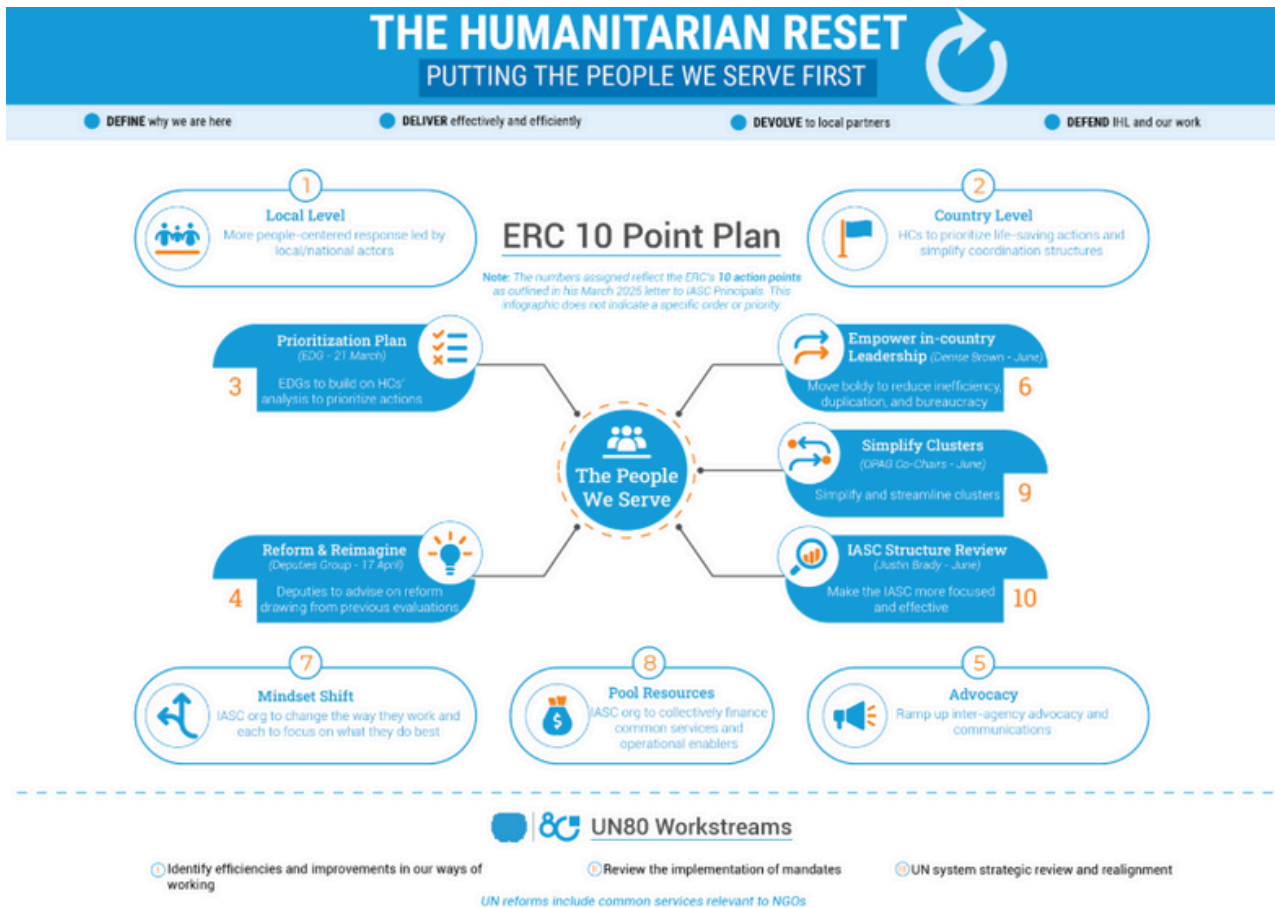 THE HUMANITARIAN RESET
PUTTING THE PEOPLE WE SERVE FIRST
DEFINE why we are here
DELIVER effectively and efficiently
DEVOLVE to local partners
DEFEND IHL and our work
1
Local Level
More people-centered response led by
local/national actors
2
Country Level
HCs to prioritize life-saving actions and
simplify coordination structures
ERC 10 Point Plan
Note: The numbers assigned reflect the ERC's 10 action points
as outlined in his March 2025 letter to IASC Principals. This
infographic does not indicate a specific order or priority.
Prioritization Plan
(EDG - 21 March)
3
EDGs to build on HCs'
analysis to prioritize actions
Empower in-country
Leadership (Denise Brown - June)
Move boldy to reduce inefficiency,
duplication, and bureaucracy
6
The People
We Serve
Simplify Clusters
(OPAG Co-Chairs - June)
Simplify and streamline clusters
9
Reform & Reimagine
(Deputies Group - 17 April)
4
Deputies to advise on reform
drawing from previous evaluations
IASC Structure Review
(Justin Brady - June)
Make the IASC more focused
and effective
10
7
Mindset Shift
IASC org to change the way they work and
each to focus on what they do best
8
Pool Resources
$
IASC org to collectively finance
common services and
operational enablers
5
Advocacy
Ramp up inter-agency advocacy and
communications
UN80 Workstreams
Identify efficiencies and improvements in our ways of
working
Review the implementation of mandates
UN system strategic review and realignment
UN reforms include common services relevant to NGOs